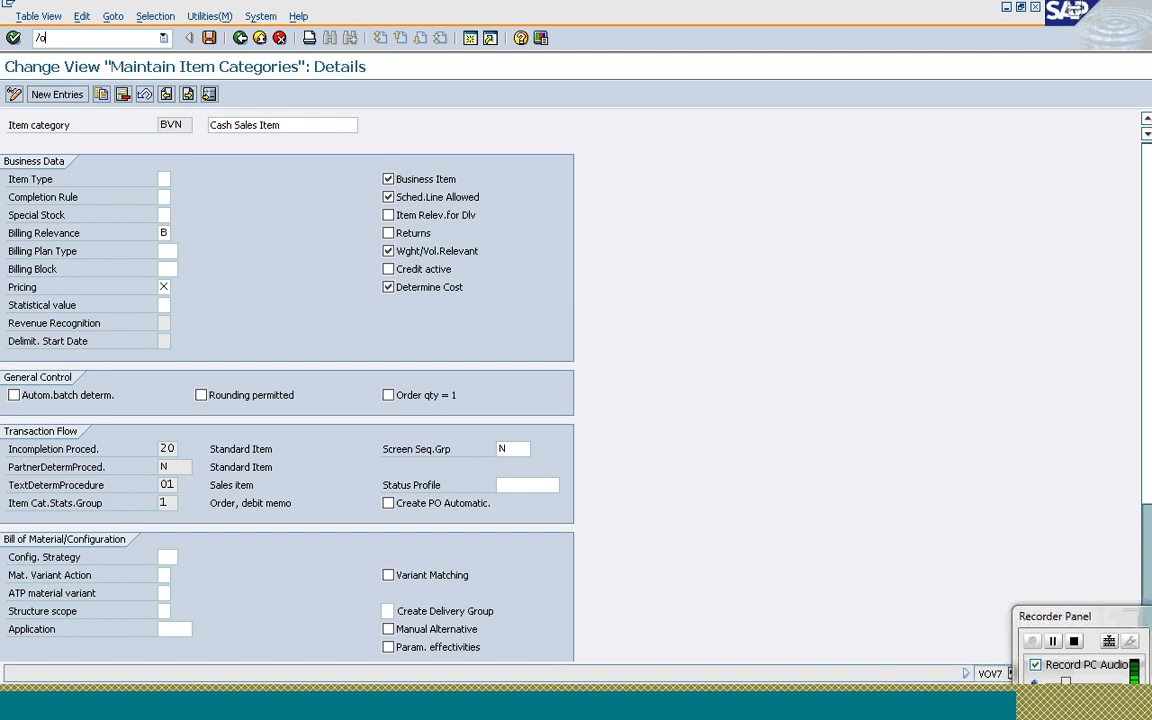 Table View Edit Goto Selection Utilities(M) System Help
SAP
/o
Change View "Maintain Item Categories": Details
New Entries
Item category BVN Cash Sales Item
Business Data
Item Type Business Item
Completion Rule Sched.Line Allowed
Special Stock Item Relev.for Dlv
Billing Relevance B Returns
Billing Plan Type Wght/Vol.Relevant
Billing Block Credit active
Pricing X Determine Cost
Statistical value
Revenue Recognition
Delimit. Start Date
General Control
Autom.batch determ. Rounding permitted Order qty = 1
Transaction Flow
Incompletion Proced. 20 Standard Item Screen Seq.Grp N
PartnerDetermProced. N Standard Item
TextDetermProcedure 01 Sales item Status Profile
Item Cat.Stats.Group 1 Order, debit memo Create PO Automatic.
Bill of Material/Configuration
Config. Strategy
Mat. Variant Action Variant Matching
ATP material variant
Structure scope Create Delivery Group
Application Manual Alternative
Param. effectivities
Recorder Panel
Record PC Audio
VOV7